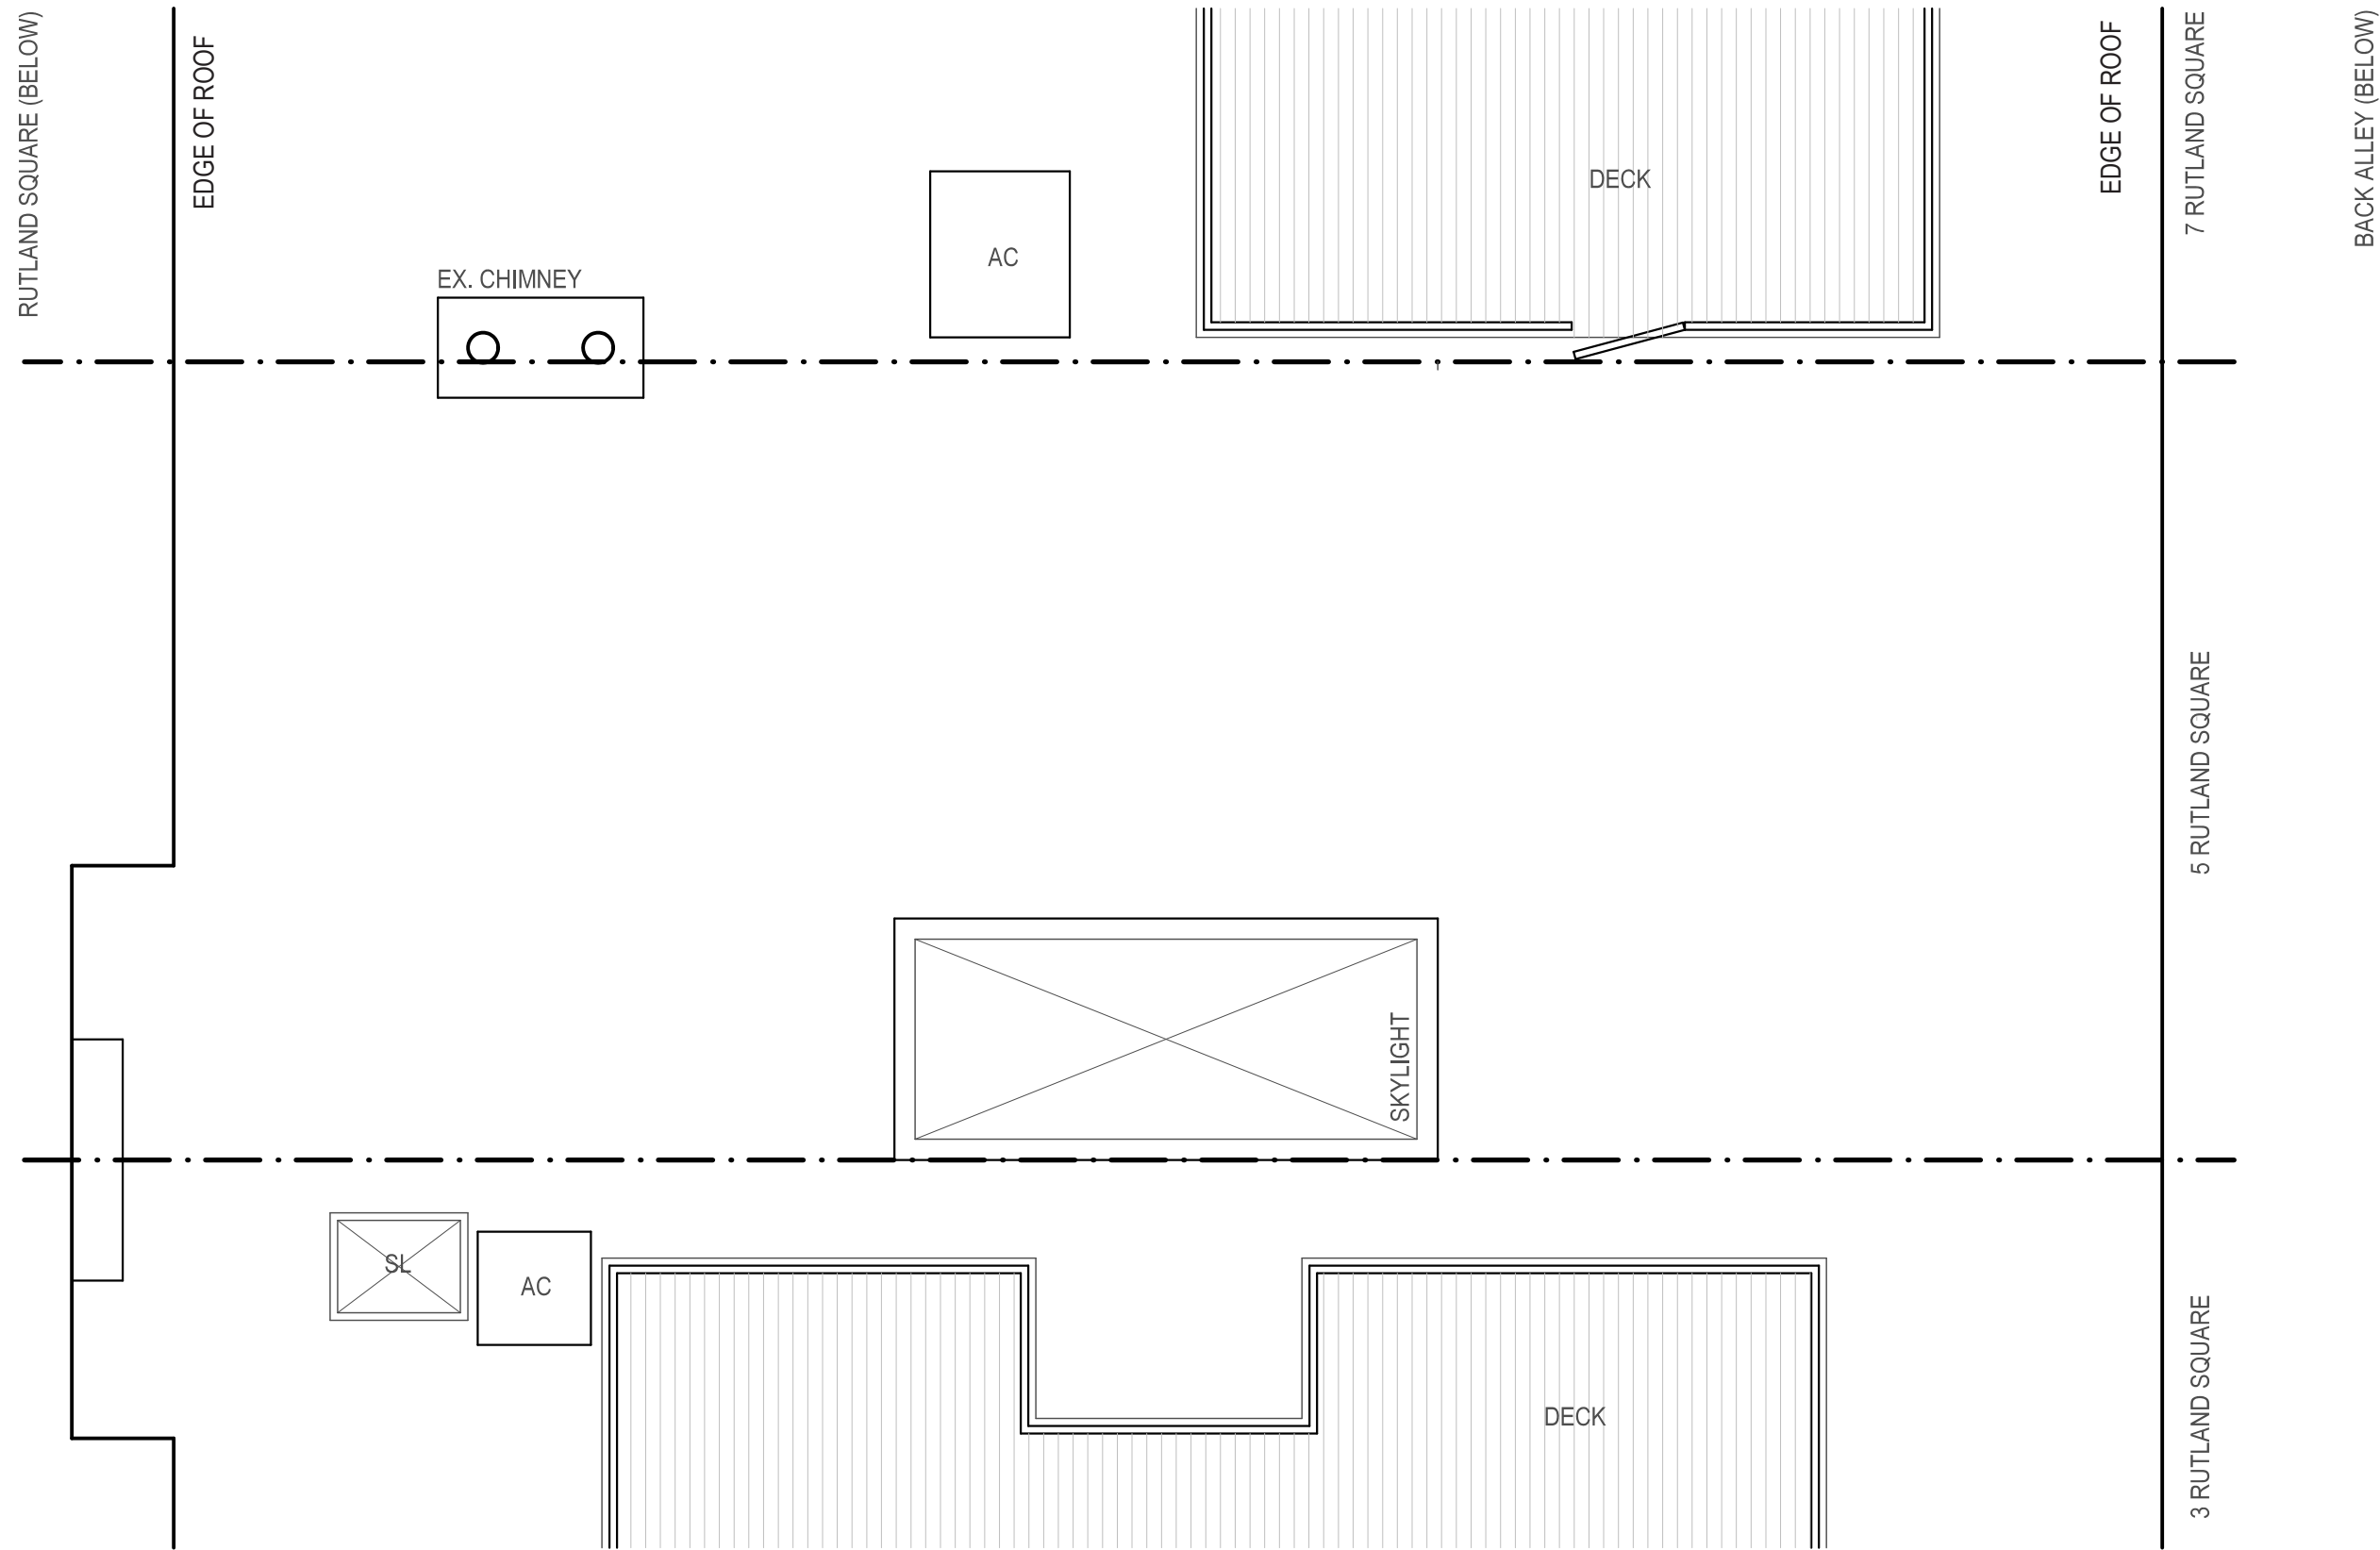 RUTLAND SQUARE (BELOW)
EDGE OF ROOF
EX. CHIMNEY
AC
DECK
EDGE OF ROOF
7 RUTLAND SQUARE
BACK ALLEY (BELOW)
5 RUTLAND SQUARE
SKYLIGHT
SL
AC
DECK
3 RUTLAND SQUARE